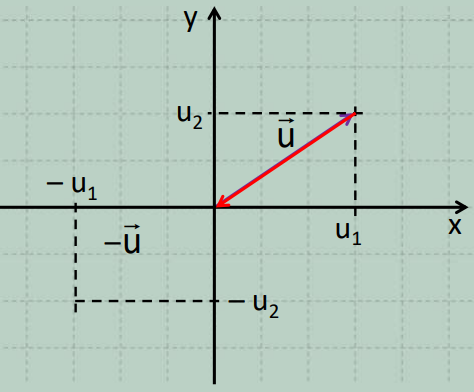 y
u₂
u⃗
– u₁
u₁
x
–u⃗
– u₂